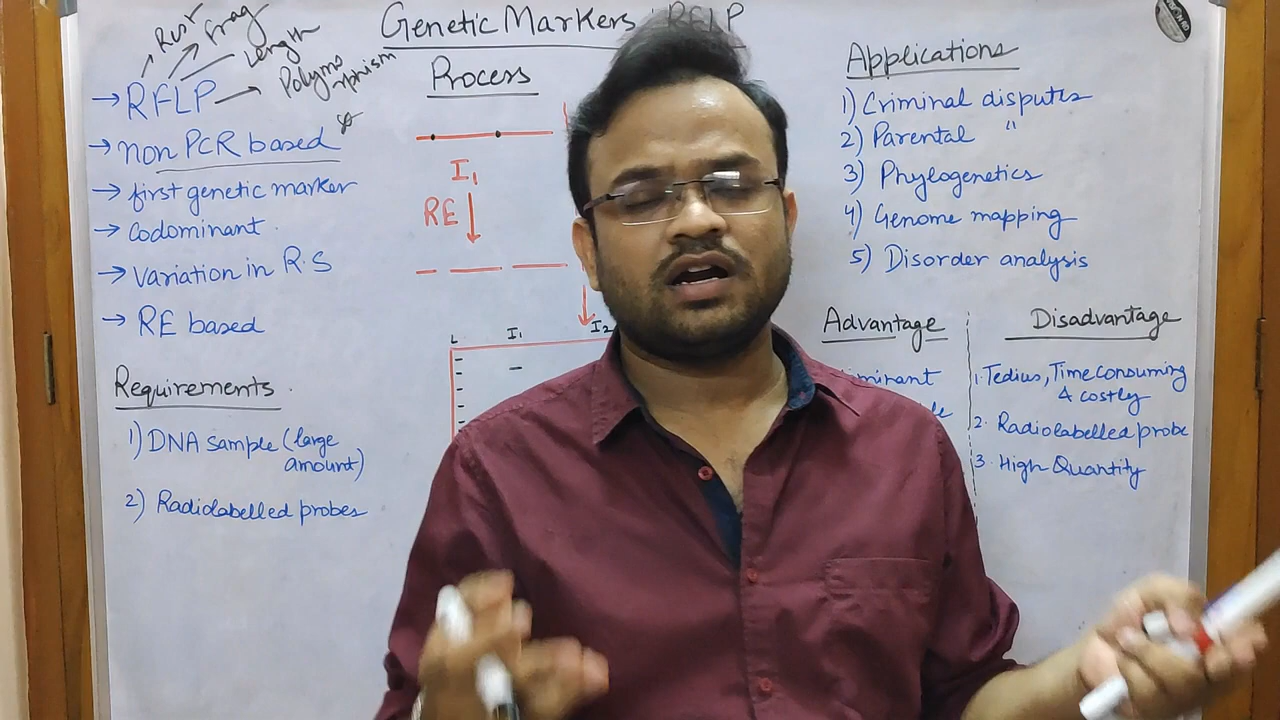 Genetic Markers : RFLP
Rest
Frag
Length
Polymo
rphism
→ RFLP
→ non PCR based
→ first genetic marker
→ Codominant
→ Variation in R.S
→ RE based
Requirements
1) DNA sample (large
amount)
2) Radiolabelled probes
Process
I1
RE
L I1 I2
Applications
1) Criminal disputes
2) Parental "
3) Phylogenetics
4) Genome mapping
5) Disorder analysis
Advantage
Disadvantage
1. Tedius, Time consuming
& costly
2. Radiolabelled probe
3. High Quantity